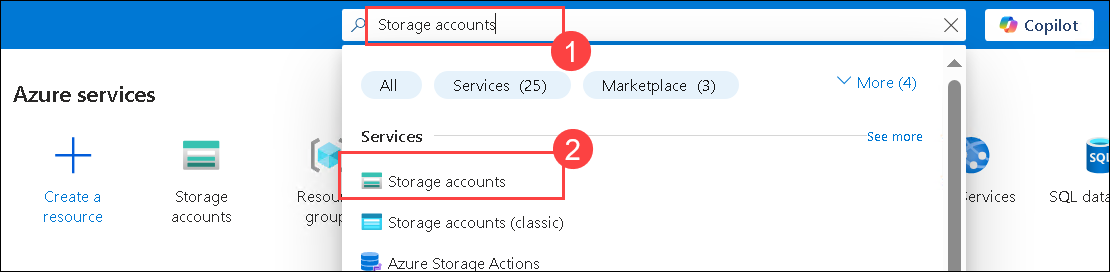 Storage accounts
Copilot
1
All
Services (25)
Marketplace (3)
More (4)
Azure services
Services
See more
2
Storage accounts
Storage accounts (classic)
Azure Storage Actions
Create a
resource
Storage
accounts
Resou
group
Services
SQL
SQL data